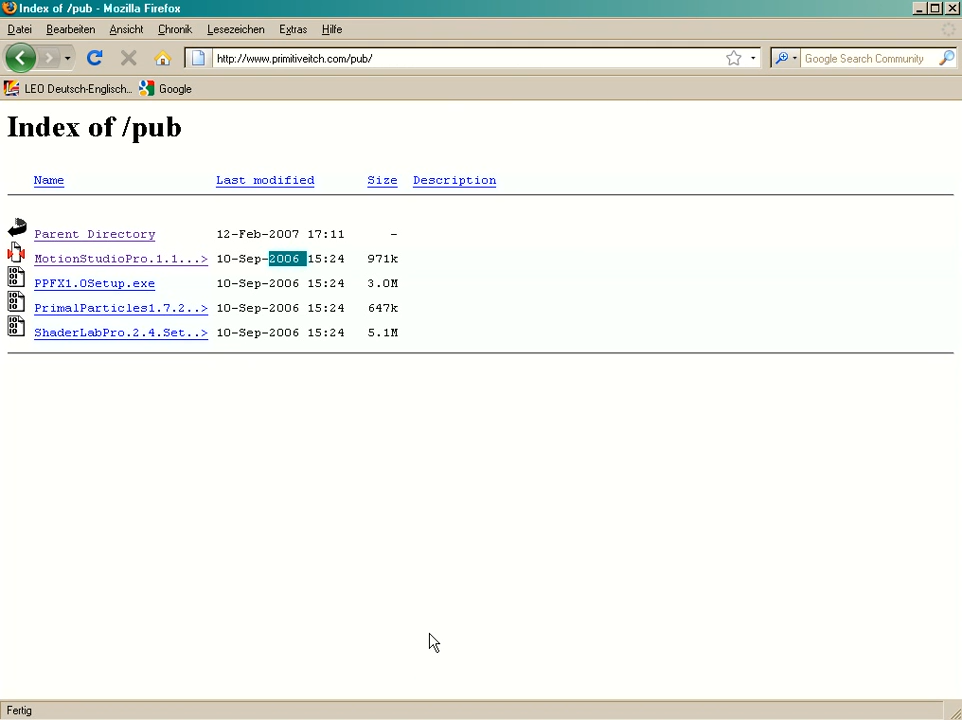 Index of /pub - Mozilla Firefox
Datei Bearbeiten Ansicht Chronik Lesezeichen Extras Hilfe
http://www.primitiveitch.com/pub/ Google Search Community
LEO Deutsch-Englisch... Google
Index of /pub
Name Last modified Size Description
Parent Directory 12-Feb-2007 17:11 -
MotionStudioPro.1.1...> 10-Sep-2006 15:24 971k
PPFX1.0Setup.exe 10-Sep-2006 15:24 3.0M
PrimalParticles1.7.2..> 10-Sep-2006 15:24 647k
ShaderLabPro.2.4.Set..> 10-Sep-2006 15:24 5.1M
Fertig